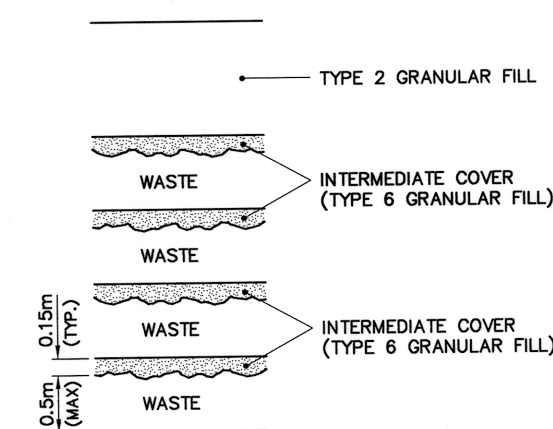 TYPE 2 GRANULAR FILL
WASTE
INTERMEDIATE COVER
(TYPE 6 GRANULAR FILL)
WASTE
WASTE
INTERMEDIATE COVER
(TYPE 6 GRANULAR FILL)
0.15m
(TYP.)
WASTE
0.5m
(MAX)